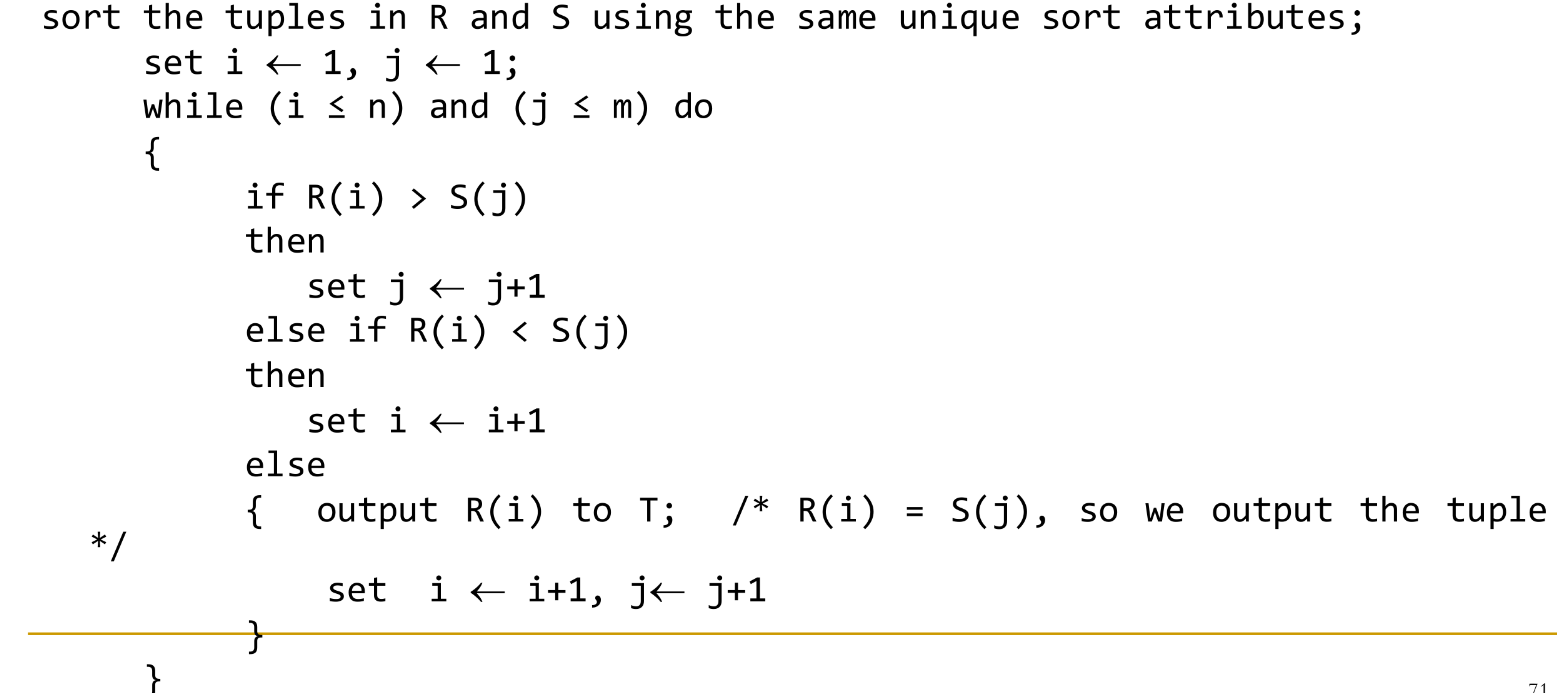 sort the tuples in R and S using the same unique sort attributes;
set i ← 1, j ← 1;
while (i ≤ n) and (j ≤ m) do
{
if R(i) > S(j)
then
set j ← j+1
else if R(i) < S(j)
then
set i ← i+1
else
{ output R(i) to T; /* R(i) = S(j), so we output the tuple
*/
set i ← i+1, j← j+1
}
}
71